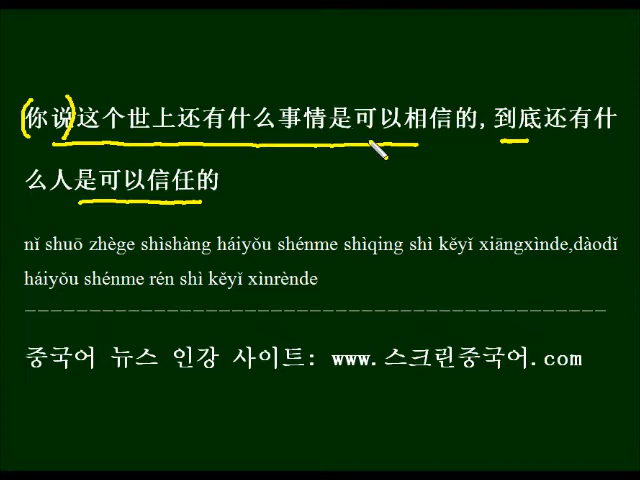 你说这个世上还有什么事情是可以相信的,到底还有什
么人是可以信任的
nǐ shuō zhège shìshàng háiyǒu shénme shìqing shì kěyǐ xiāngxìnde,dàodǐ
háiyǒu shénme rén shì kěyǐ xìnrènde
중국어 뉴스 인강 사이트: www.스크린중국어.com